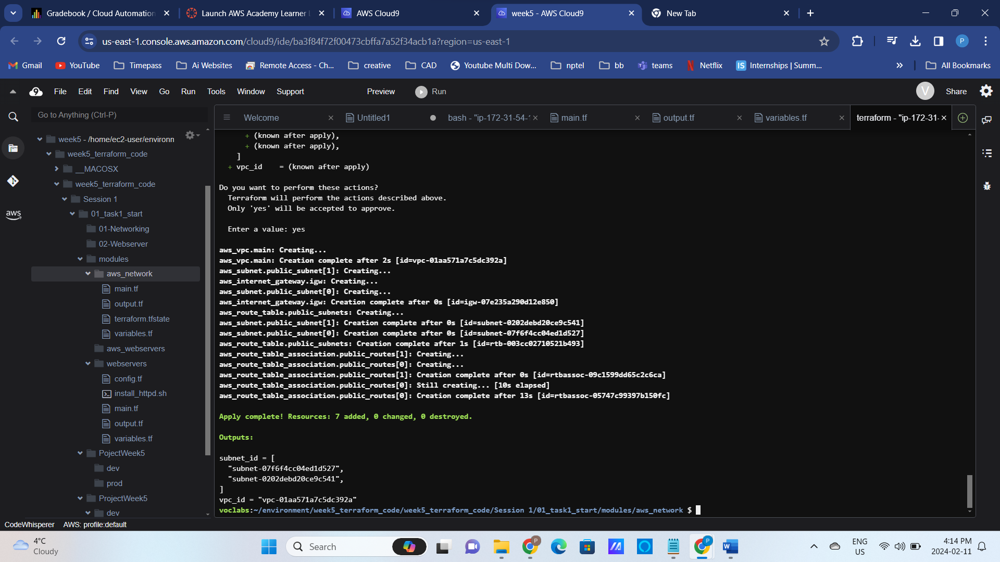 Gradebook / Cloud Automation
Launch AWS Academy Learner
AWS Cloud9
week5 - AWS Cloud9
New Tab
us-east-1.console.aws.amazon.com/cloud9/ide/ba3f84f72f00473cbffa7a52f34acb1a?region=us-east-1
P
Gmail
YouTube
Timepass
Ai Websites
Remote Access - Ch...
creative
CAD
Youtube Multi Dow...
nptel
bb
teams
Netflix
IS Internships | Summ...
All Bookmarks
9
File Edit Find View Go Run Tools Window Support
Preview
Run
V
Share
Go to Anything (Ctrl-P)
Welcome
Untitled1
bash - "ip-172-31-54-1
main.tf
output.tf
variables.tf
terraform - "ip-172-31-
aws
week5 - /home/ec2-user/environm
week5_terraform_code
__MACOSX
week5_terraform_code
Session 1
01_task1_start
01-Networking
02-Webserver
modules
aws_network
main.tf
output.tf
terraform.tfstate
variables.tf
aws_webservers
webservers
config.tf
install_httpd.sh
main.tf
output.tf
variables.tf
PojectWeek5
dev
prod
ProjectWeek5
dev
+ (known after apply),
+ (known after apply),
]
+ vpc_id    = (known after apply)
Do you want to perform these actions?
Terraform will perform the actions described above.
Only 'yes' will be accepted to approve.
Enter a value: yes
aws_vpc.main: Creating...
aws_vpc.main: Creation complete after 2s [id=vpc-01aa571a7c5dc392a]
aws_subnet.public_subnet[1]: Creating...
aws_internet_gateway.igw: Creating...
aws_subnet.public_subnet[0]: Creating...
aws_internet_gateway.igw: Creation complete after 0s [id=igw-07e235a290d12e850]
aws_route_table.public_subnets: Creating...
aws_subnet.public_subnet[1]: Creation complete after 0s [id=subnet-0202debd20ce9c541]
aws_subnet.public_subnet[0]: Creation complete after 0s [id=subnet-07f6f4cc04ed1d527]
aws_route_table.public_subnets: Creation complete after 1s [id=rtb-003cc02710521b493]
aws_route_table_association.public_routes[1]: Creating...
aws_route_table_association.public_routes[0]: Creating...
aws_route_table_association.public_routes[1]: Creation complete after 0s [id=rtbassoc-09c1599dd65c2c6ca]
aws_route_table_association.public_routes[0]: Still creating... [10s elapsed]
aws_route_table_association.public_routes[0]: Creation complete after 13s [id=rtbassoc-05747c99397b150fc]
Apply complete! Resources: 7 added, 0 changed, 0 destroyed.
Outputs:
subnet_id = [
"subnet-07f6f4cc04ed1d527",
"subnet-0202debd20ce9c541",
]
vpc_id = "vpc-01aa571a7c5dc392a"
voclabs:~/environment/week5_terraform_code/week5_terraform_code/Session 1/01_task1_start/modules/aws_network $
CodeWhisperer AWS: profile:default
4°C
Cloudy
Search
P
P
W
ENG
US
4:14 PM
2024-02-11